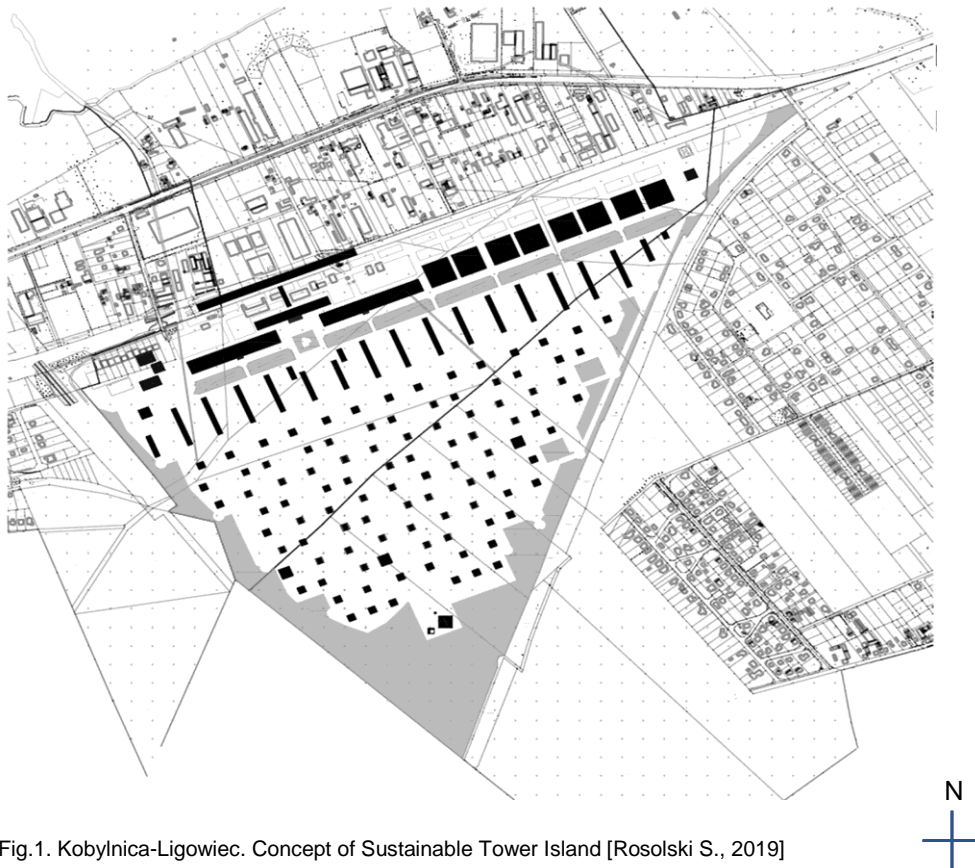 N
Fig.1. Kobylnica-Ligowiec. Concept of Sustainable Tower Island [Rosolski S., 2019]